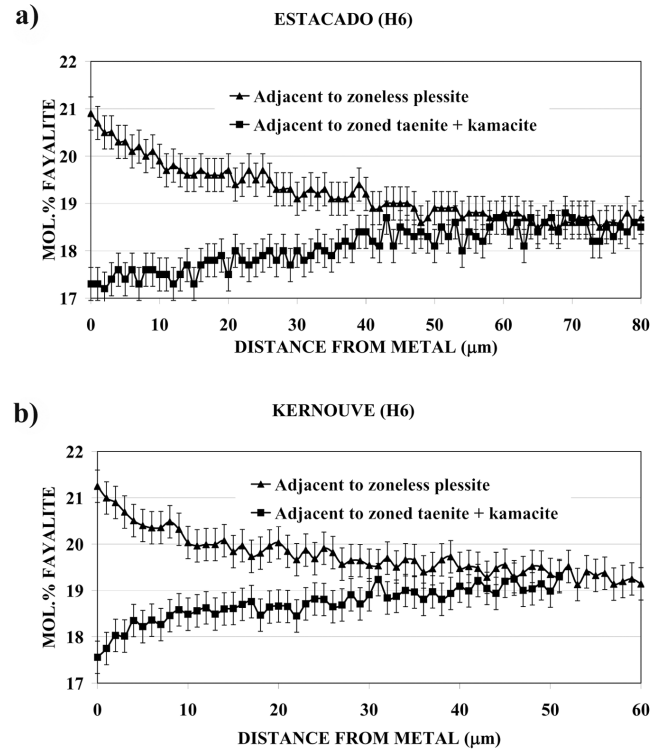 a)
ESTACADO (H6)
22
21
20
19
18
17
MOL.% FAYALITE
Adjacent to zoneless plessite
Adjacent to zoned taenite + kamacite
0 10 20 30 40 50 60 70 80
DISTANCE FROM METAL (μm)
b)
KERNOUVE (H6)
22
21
20
19
18
17
MOL.% FAYALITE
Adjacent to zoneless plessite
Adjacent to zoned taenite + kamacite
0 10 20 30 40 50 60
DISTANCE FROM METAL (μm)